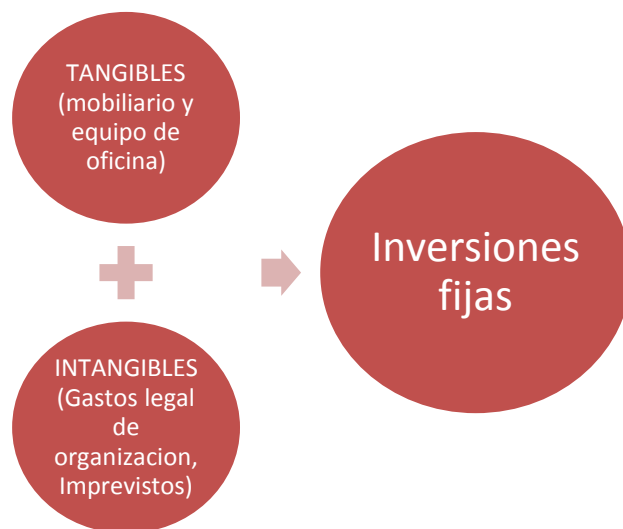 TANGIBLES
(mobiliario y
equipo de
oficina)
INTANGIBLES
(Gastos legal
de
organizacion,
Imprevistos)
Inversiones
fijas